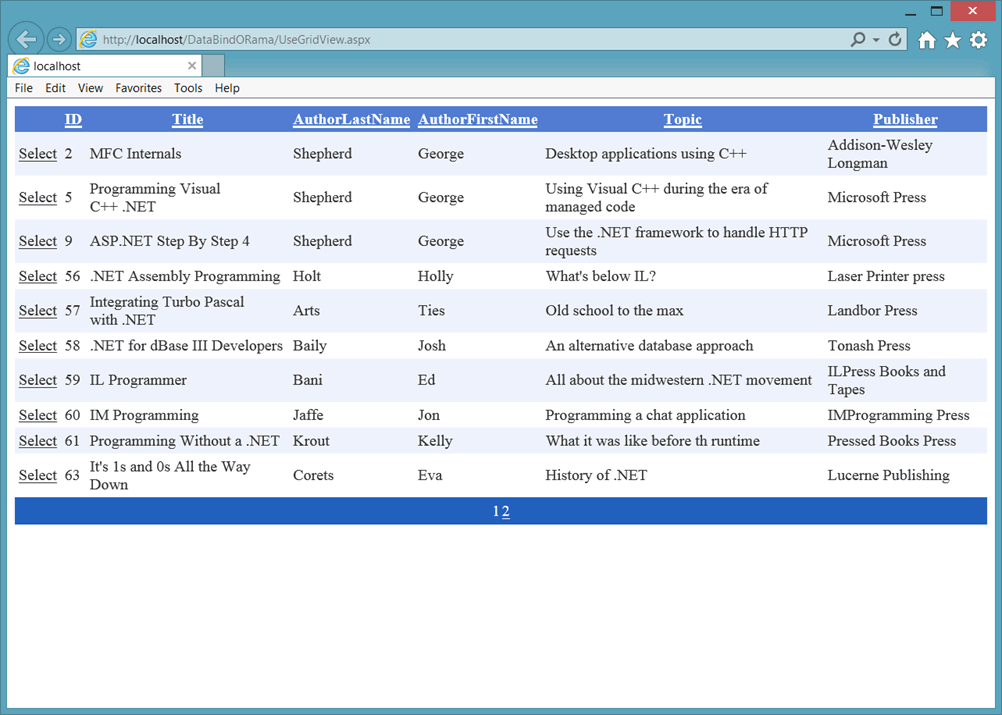 http://localhost/DataBindORama/UseGridView.aspx
localhost
File Edit View Favorites Tools Help
ID Title AuthorLastName AuthorFirstName Topic Publisher
Select 2 MFC Internals Shepherd George Desktop applications using C++ Addison-Wesley
Longman
Select 5 Programming Visual
C++ .NET Shepherd George Using Visual C++ during the era of
managed code Microsoft Press
Select 9 ASP.NET Step By Step 4 Shepherd George Use the .NET framework to handle HTTP
requests Microsoft Press
Select 56 .NET Assembly Programming Holt Holly What's below IL? Laser Printer press
Select 57 Integrating Turbo Pascal
with .NET Arts Ties Old school to the max Landbor Press
Select 58 .NET for dBase III Developers Baily Josh An alternative database approach Tonash Press
Select 59 IL Programmer Bani Ed All about the midwestern .NET movement ILPress Books and
Tapes
Select 60 IM Programming Jaffe Jon Programming a chat application IMProgramming Press
Select 61 Programming Without a .NET Krout Kelly What it was like before th runtime Pressed Books Press
Select 63 It's 1s and 0s All the Way
Down Corets Eva History of .NET Lucerne Publishing
1 2